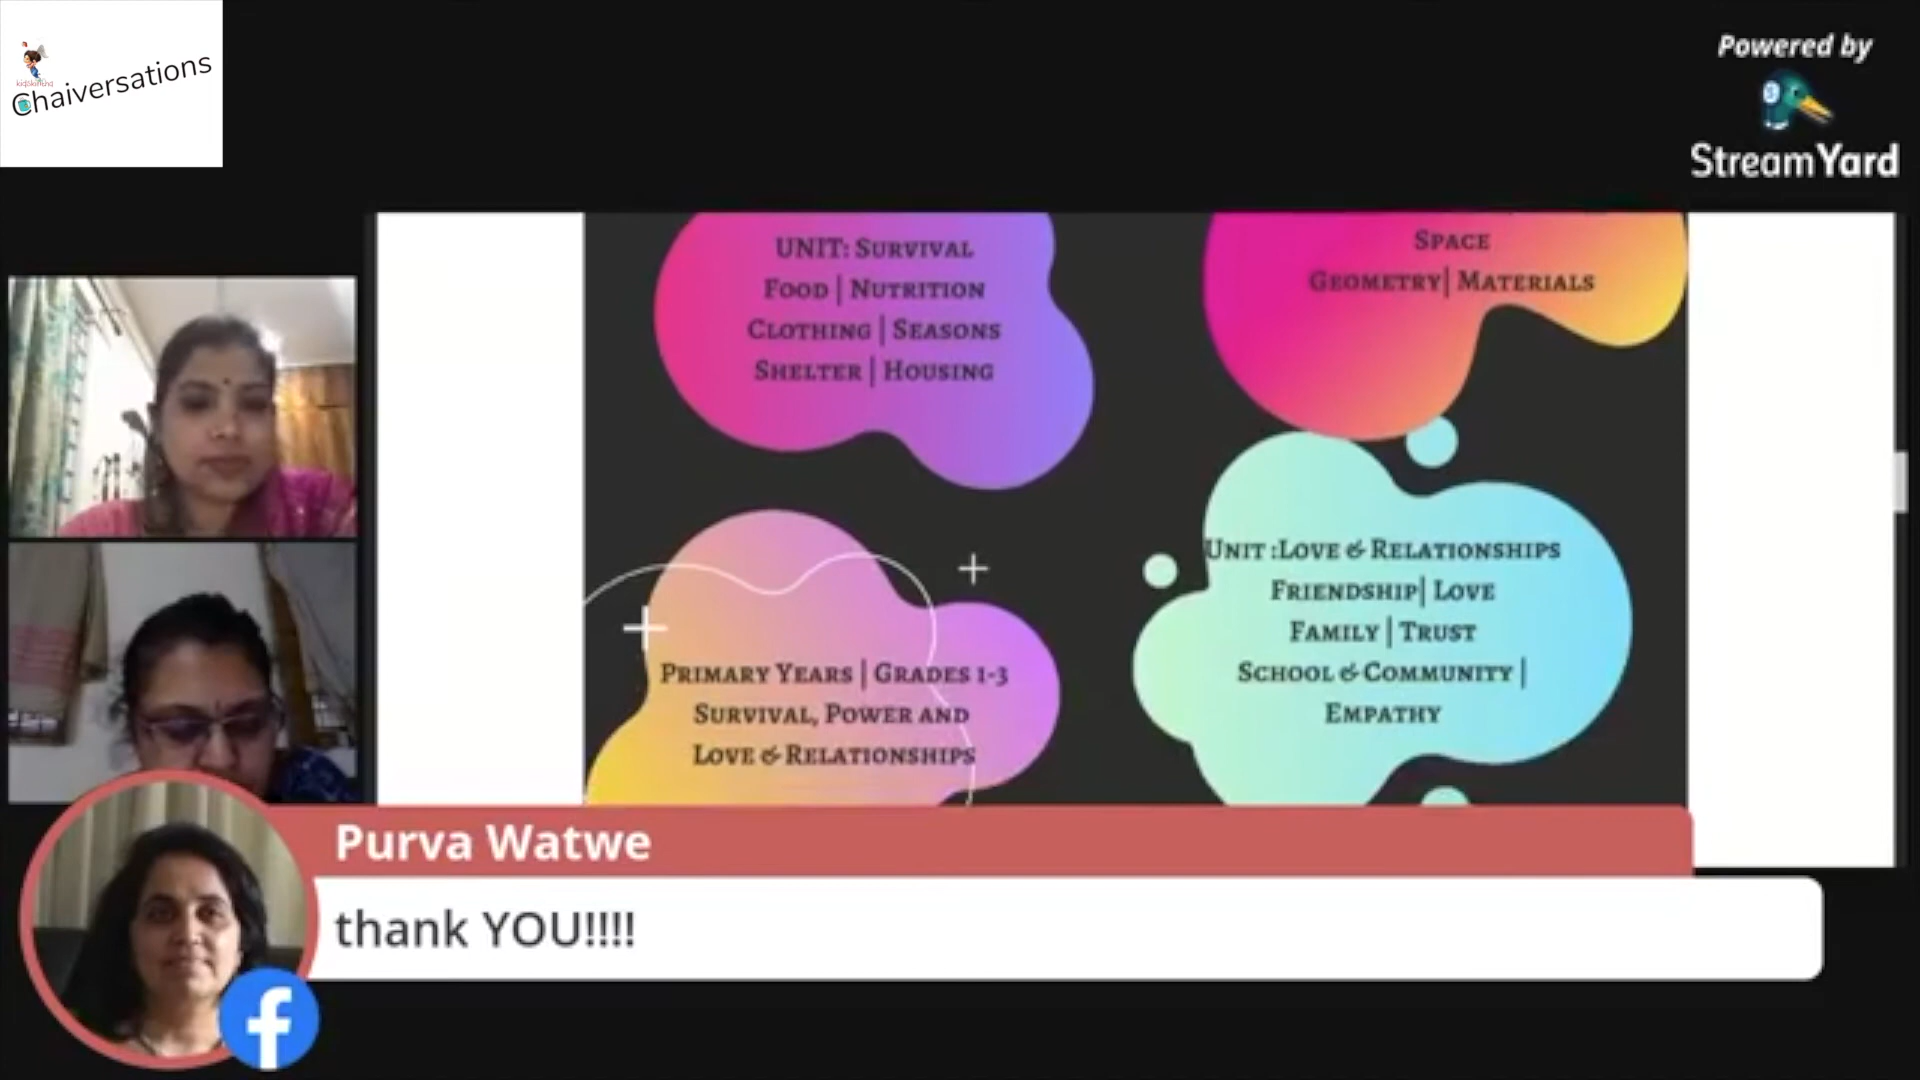 Chaiversations
Powered by
StreamYard
UNIT: Survival
Food | Nutrition
Clothing | Seasons
Shelter | Housing
Space
Geometry| Materials
Primary Years | Grades 1-3
Survival, Power and
Love & Relationships
Unit :Love & Relationships
Friendship| Love
Family | Trust
School & Community |
Empathy
Purva Watwe
thank YOU!!!!